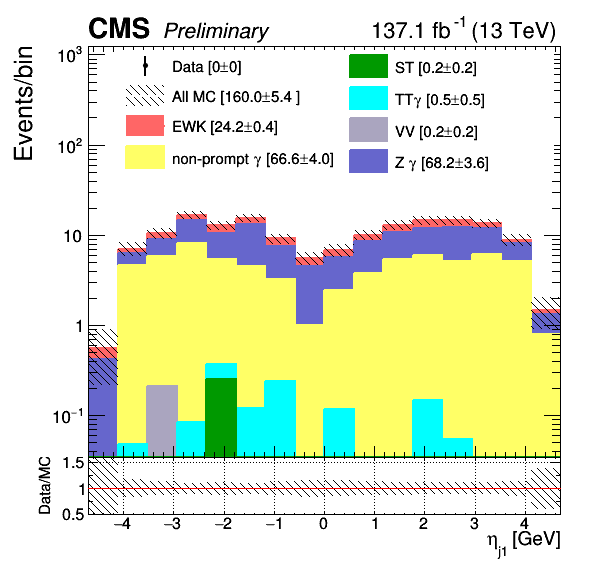 CMS Preliminary 137.1 fb⁻¹ (13 TeV)
Events/bin
10³
10²
10
1
10⁻¹
Data [0±0]
All MC [160.0±5.4 ]
EWK [24.2±0.4]
non-prompt γ [66.6±4.0]
ST [0.2±0.2]
TTγ [0.5±0.5]
VV [0.2±0.2]
Z γ [68.2±3.6]
Data/MC
1.5
1
0.5
−4 −3 −2 −1 0 1 2 3 4
η_j1 [GeV]